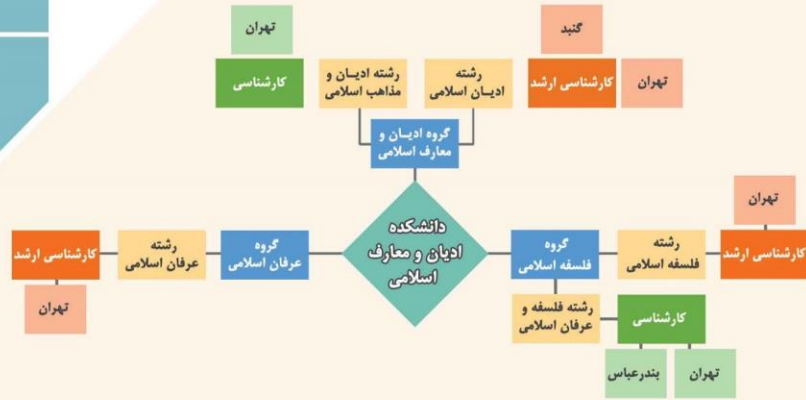 تهران
گنبد
کارشناسی
رشته ادیـان و
مذاهب اسلامی
رشته
ادیـان اسلامی
کارشناسی ارشد
تهران
گروه ادیـان و
معارف اسلامی
دانشکده
ادیان و معارف
اسلامی
تهران
کارشناسی ارشد
رشته
عرفان اسلامی
گروه
عرفان اسلامی
گروه
فلسفه اسلامی
رشته
فلسفه اسلامی
کارشناسی ارشد
تهران
رشته فلسفه و
عرفان اسلامی
کارشناسی
بندرعباس
تهران